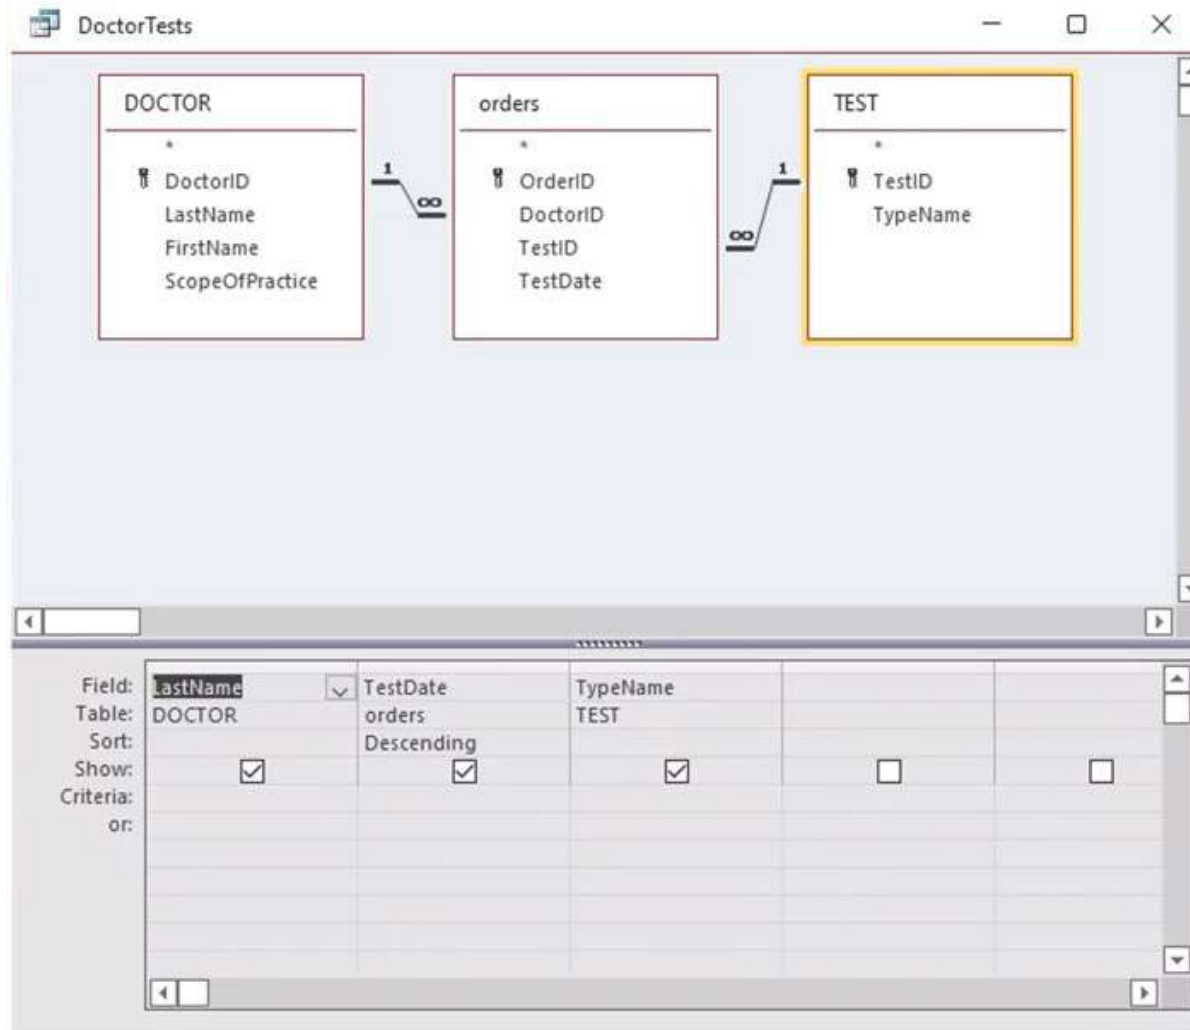 DoctorTests
DOCTOR
*
DoctorID
LastName
FirstName
ScopeOfPractice
1
∞
orders
*
OrderID
DoctorID
TestID
TestDate
1
∞
TEST
*
TestID
TypeName
Field: LastName TestDate TypeName
Table: DOCTOR orders TEST
Sort: Descending
Show:
Criteria:
or: